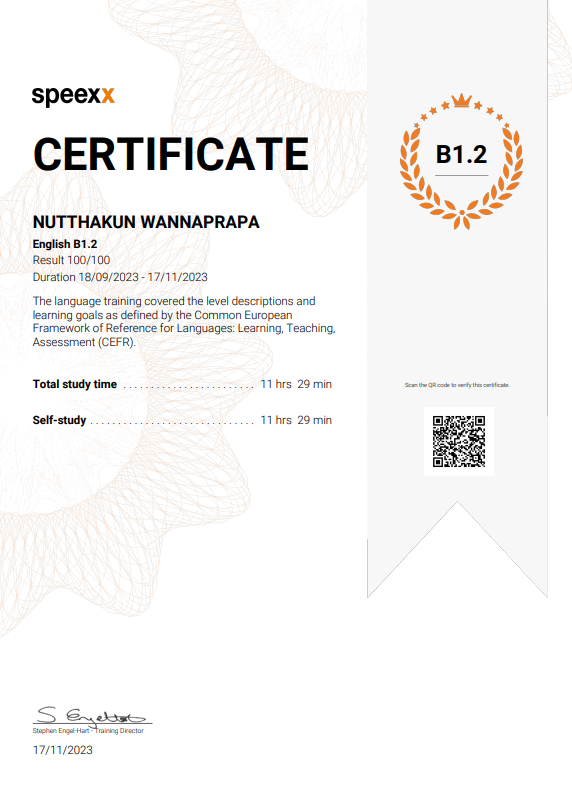 speexx
CERTIFICATE
B1.2
NUTTHAKUN WANNAPRAPA
English B1.2
Result 100/100
Duration 18/09/2023 - 17/11/2023
The language training covered the level descriptions and
learning goals as defined by the Common European
Framework of Reference for Languages: Learning, Teaching,
Assessment (CEFR).
Total study time ........................ 11 hrs 29 min
Self-study .............................. 11 hrs 29 min
Scan the QR code to verify this certificate.
S Engelhart
Stephen Engel-Hart - Training Director
17/11/2023